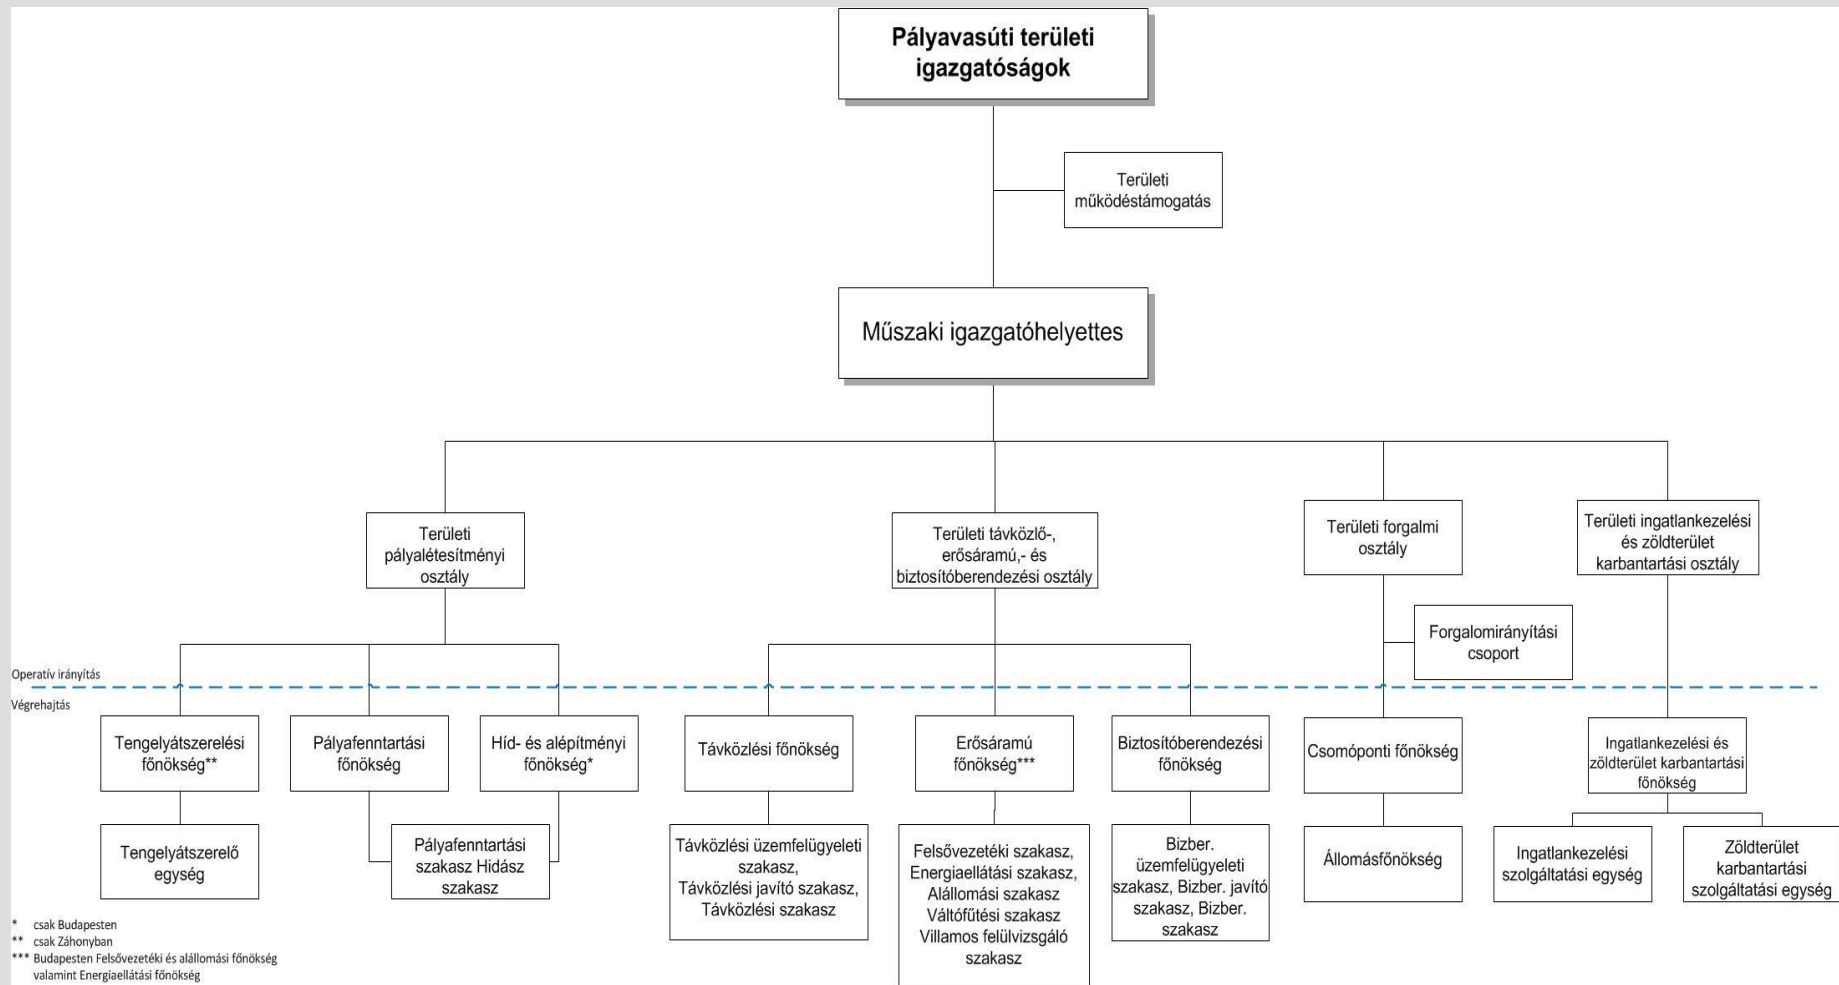 Pályavasúti területi
igazgatóságok
Területi
működéstámogatás
Műszaki igazgatóhelyettes
Területi
pályalétesítményi
osztály
Területi távközlő-,
erősáramú,- és
biztosítóberendezési osztály
Területi forgalmi
osztály
Területi ingatlankezelési
és zöldterület
karbantartási osztály
Forgalomirányítási
csoport
Operatív irányítás
Végrehajtás
Tengelyátszerelési
főnökség**
Pályafenntartási
főnökség
Híd- és alépítményi
főnökség*
Távközlési főnökség
Erősáramú
főnökség***
Biztosítóberendezési
főnökség
Csomóponti főnökség
Ingatlankezelési és
zöldterület karbantartási
főnökség
Tengelyátszerelő
egység
Pályafenntartási
szakasz Hidász
szakasz
Távközlési üzemfelügyeleti
szakasz,
Távközlési javító szakasz,
Távközlési szakasz
Felsővezetéki szakasz,
Energiaellátási szakasz,
Alállomási szakasz
Váltófűtési szakasz
Villamos felülvizsgáló
szakasz
Bizber.
üzemfelügyeleti
szakasz, Bizber. javító
szakasz, Bizber.
szakasz
Állomásfőnökség
Ingatlankezelési
szolgáltatási egység
Zöldterület
karbantartási
szolgáltatási egység
* csak Budapesten
** csak Záhonyban
*** Budapesten Felsővezetéki és alállomási főnökség
valamint Energiaellátási főnökség